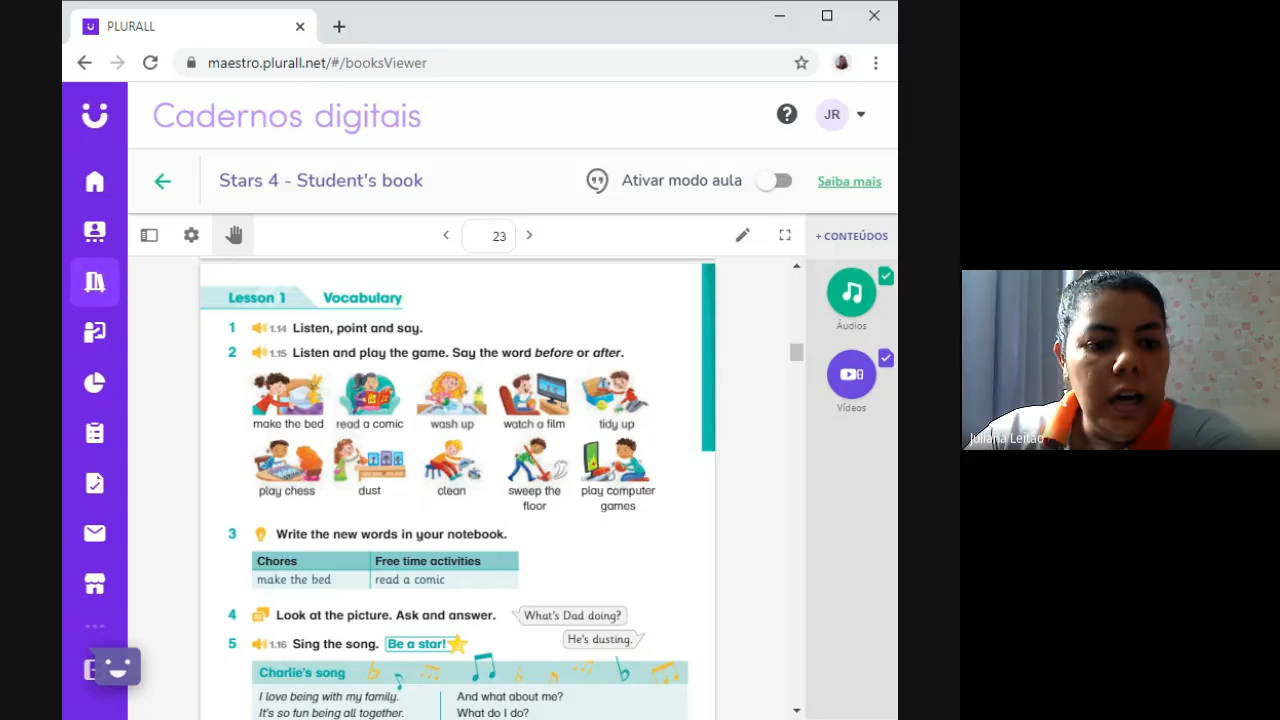 PLURALL
maestro.plurall.net/#/booksViewer
Cadernos digitais
JR
Stars 4 - Student's book
Ativar modo aula
Saiba mais
23
+ CONTEÚDOS
Lesson 1 Vocabulary
1 1.14 Listen, point and say.
2 1.15 Listen and play the game. Say the word before or after.
make the bed read a comic wash up watch a film tidy up
play chess dust clean sweep the floor play computer games
3 Write the new words in your notebook.
Chores Free time activities
make the bed read a comic
4 Look at the picture. Ask and answer.
What's Dad doing?
He's dusting.
5 1.16 Sing the song. Be a star!
Charlie's song
I love being with my family. And what about me?
It's so fun being all together. What do I do?
Áudios
Vídeos
Juliana Leitão